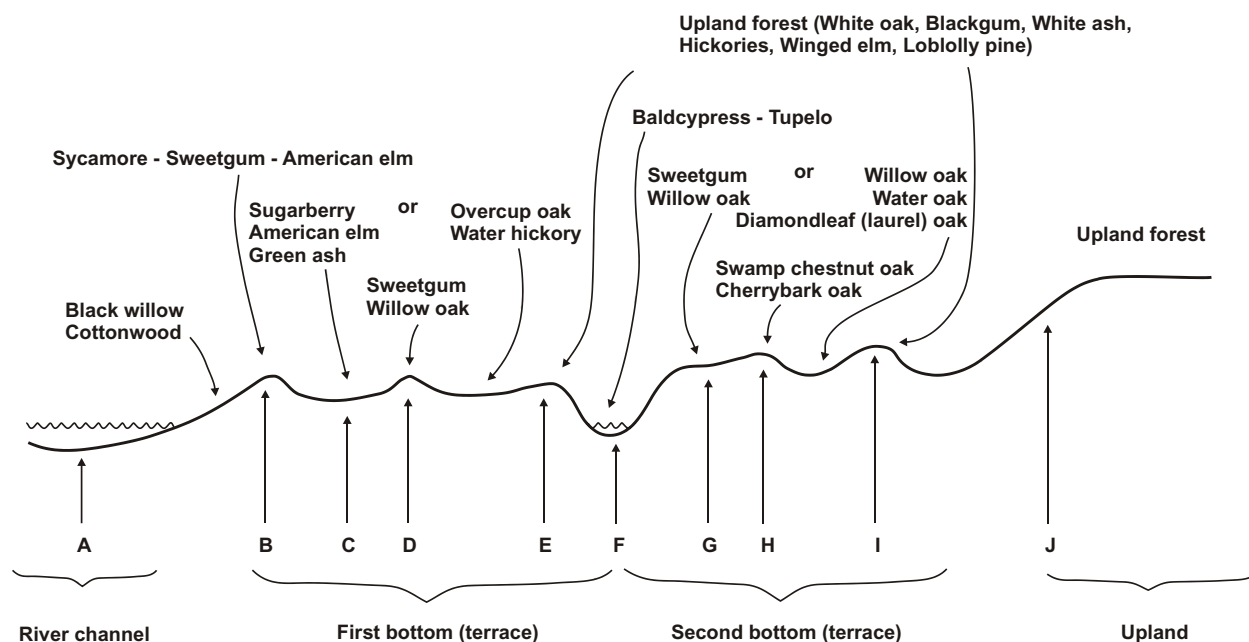 Upland forest (White oak, Blackgum, White ash,
Hickories, Winged elm, Loblolly pine)
Baldcypress - Tupelo
Sycamore - Sweetgum - American elm
Sugarberry
American elm
Green ash
or
Overcup oak
Water hickory
Sweetgum
Willow oak
or
Willow oak
Water oak
Diamondleaf (laurel) oak
Upland forest
Swamp chestnut oak
Cherrybark oak
Sweetgum
Willow oak
Black willow
Cottonwood
A
B
C
D
E
F
G
H
I
J
River channel
First bottom (terrace)
Second bottom (terrace)
Upland